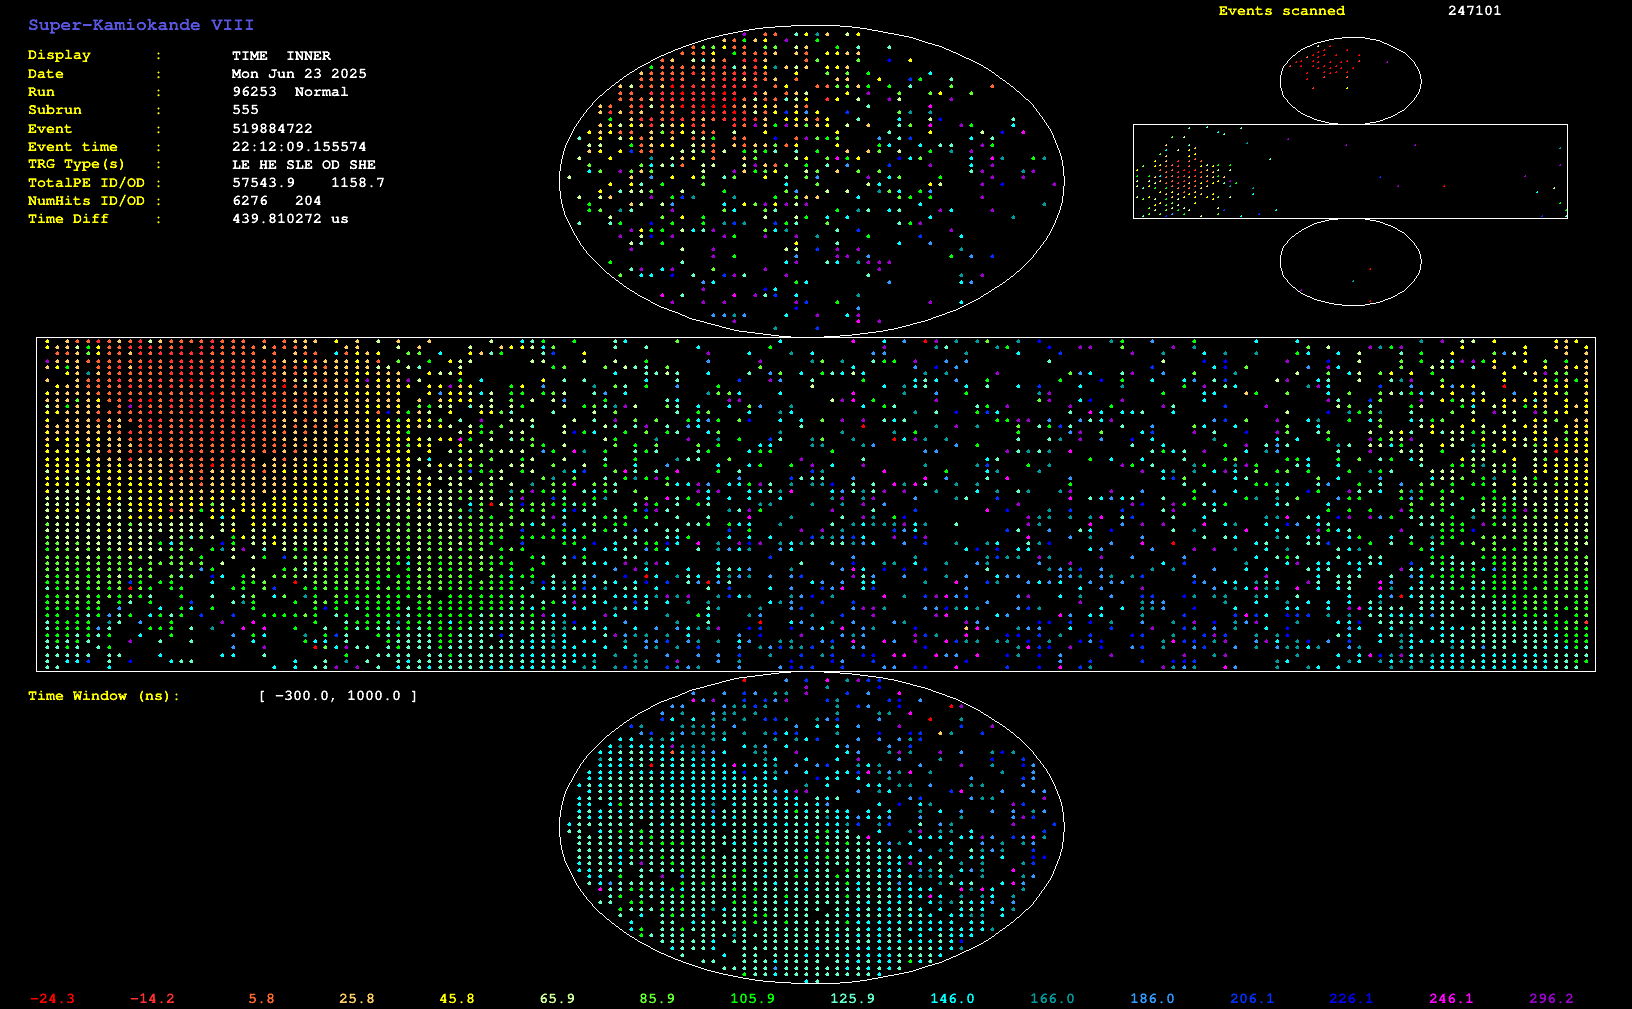 Super-Kamiokande VIII
Events scanned 247101
Display : TIME INNER
Date : Mon Jun 23 2025
Run : 96253 Normal
Subrun : 555
Event : 519884722
Event time : 22:12:09.155574
TRG Type(s) : LE HE SLE OD SHE
TotalPE ID/OD : 57543.9 1158.7
NumHits ID/OD : 6276 204
Time Diff : 439.810272 us
Time Window (ns): [ -300.0, 1000.0 ]
-24.3 -14.2 5.8 25.8 45.8 65.9 85.9 105.9 125.9 146.0 166.0 186.0 206.1 226.1 246.1 296.2